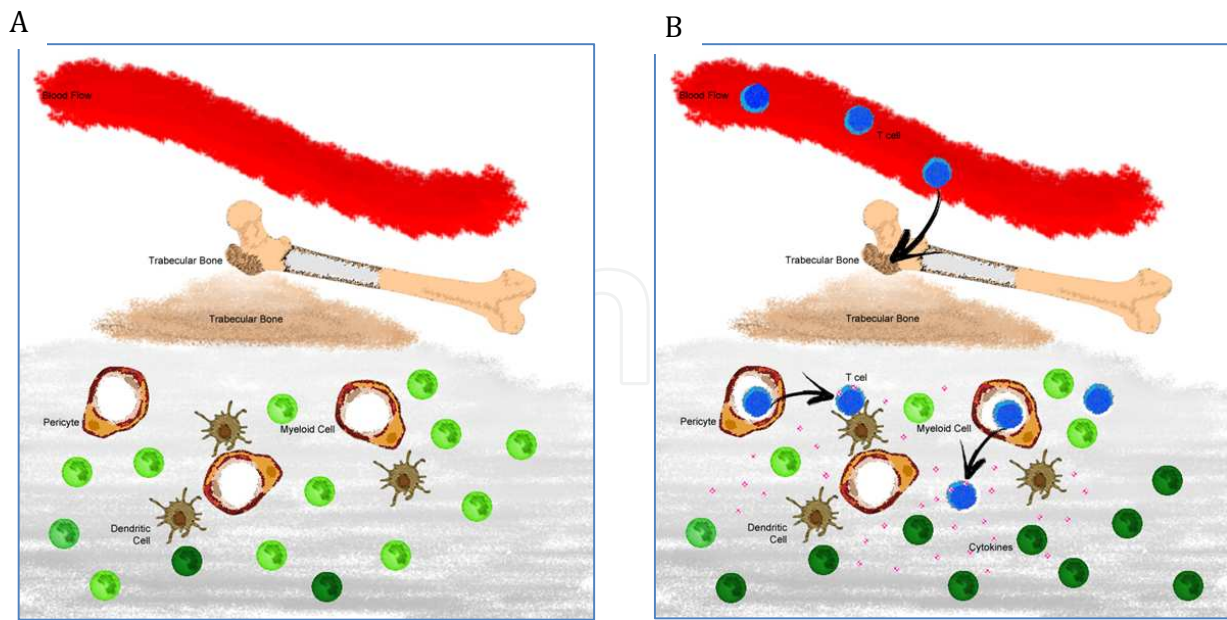 A
Blood Flow
Trabecular Bone
Trabecular Bone
Pericyte
Myeloid Cell
Dendritic
Cell
B
Blood Flow
T cell
Trabecular Bone
Trabecular Bone
T cel
Pericyte
Myeloid Cell
Dendritic
Cell
Cytokines